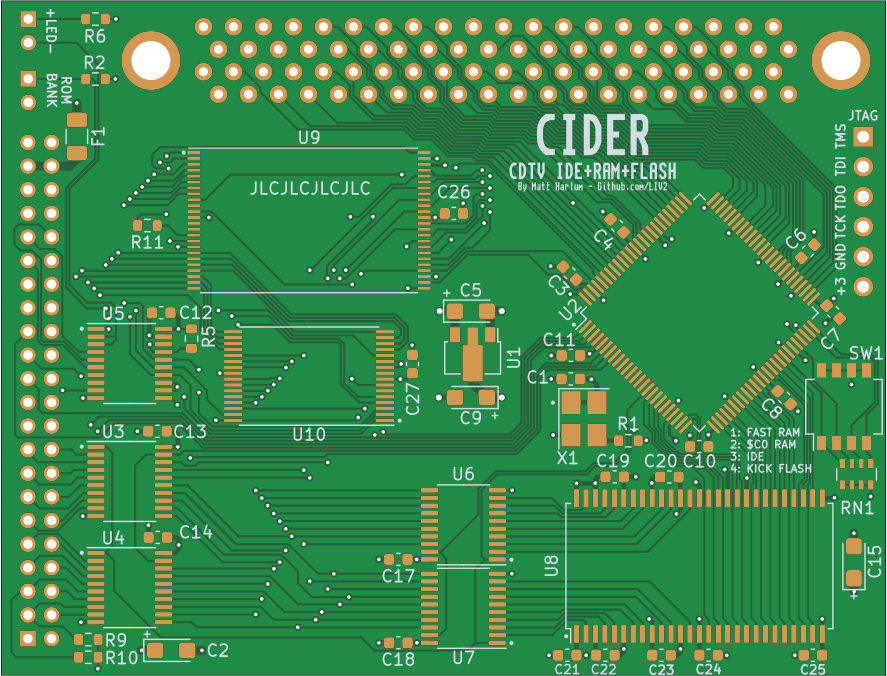 +LED-
R6
R2
ROM
BANK
F1
U9
CIDER
CDTV IDE+RAM+FLASH
By Matt Harlum - Github.com/LIV2
JTAG
TMS
TDI
TDO
TCK
GND
+3
JLCJLCJLCJLC
C26
R11
C4
C6
C3
U2
C7
+
C5
U5
C12
R5
C11
U1
SW1
C1
C27
C9
+
C8
U10
X1
R1
C10
1: FAST RAM
2: $C0 RAM
3: IDE
4: KICK FLASH
U3
C13
U6
C19
C20
RN1
C14
U4
C17
U8
C15
+
R9
R10
+
C2
C18
U7
C21
C22
C23
C24
C25